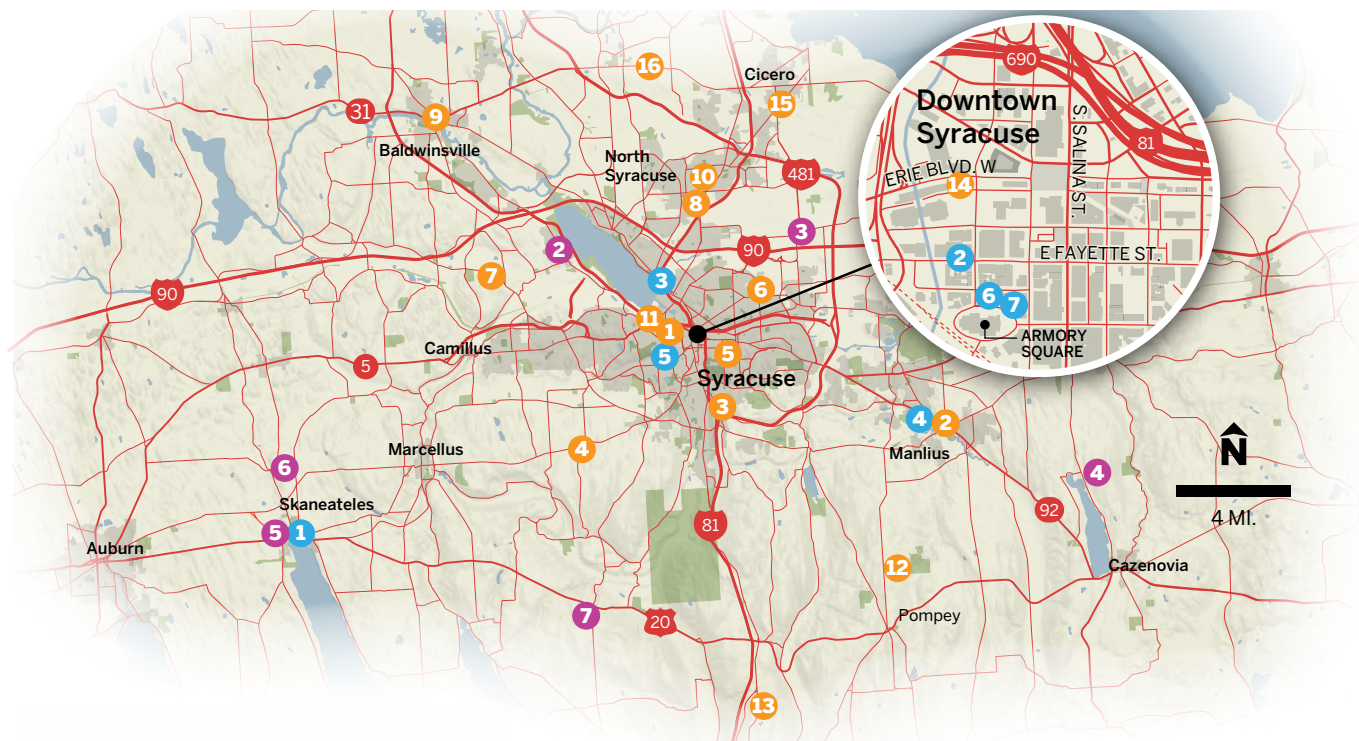 16
Cicero
15
31
9
Baldwinsville
North
Syracuse
10
8
481
3
2
90
7
3
6
90
11
1
5
5
Camillus
5
Syracuse
3
4
2
Manlius
4
Marcellus
6
Skaneateles
5
1
Auburn
81
92
4
Cazenovia
12
Pompey
7
20
13
690
Downtown
Syracuse
S. SALINA ST.
81
ERIE BLVD. W
14
2
E FAYETTE ST.
6
7
ARMORY
SQUARE
N
4 MI.